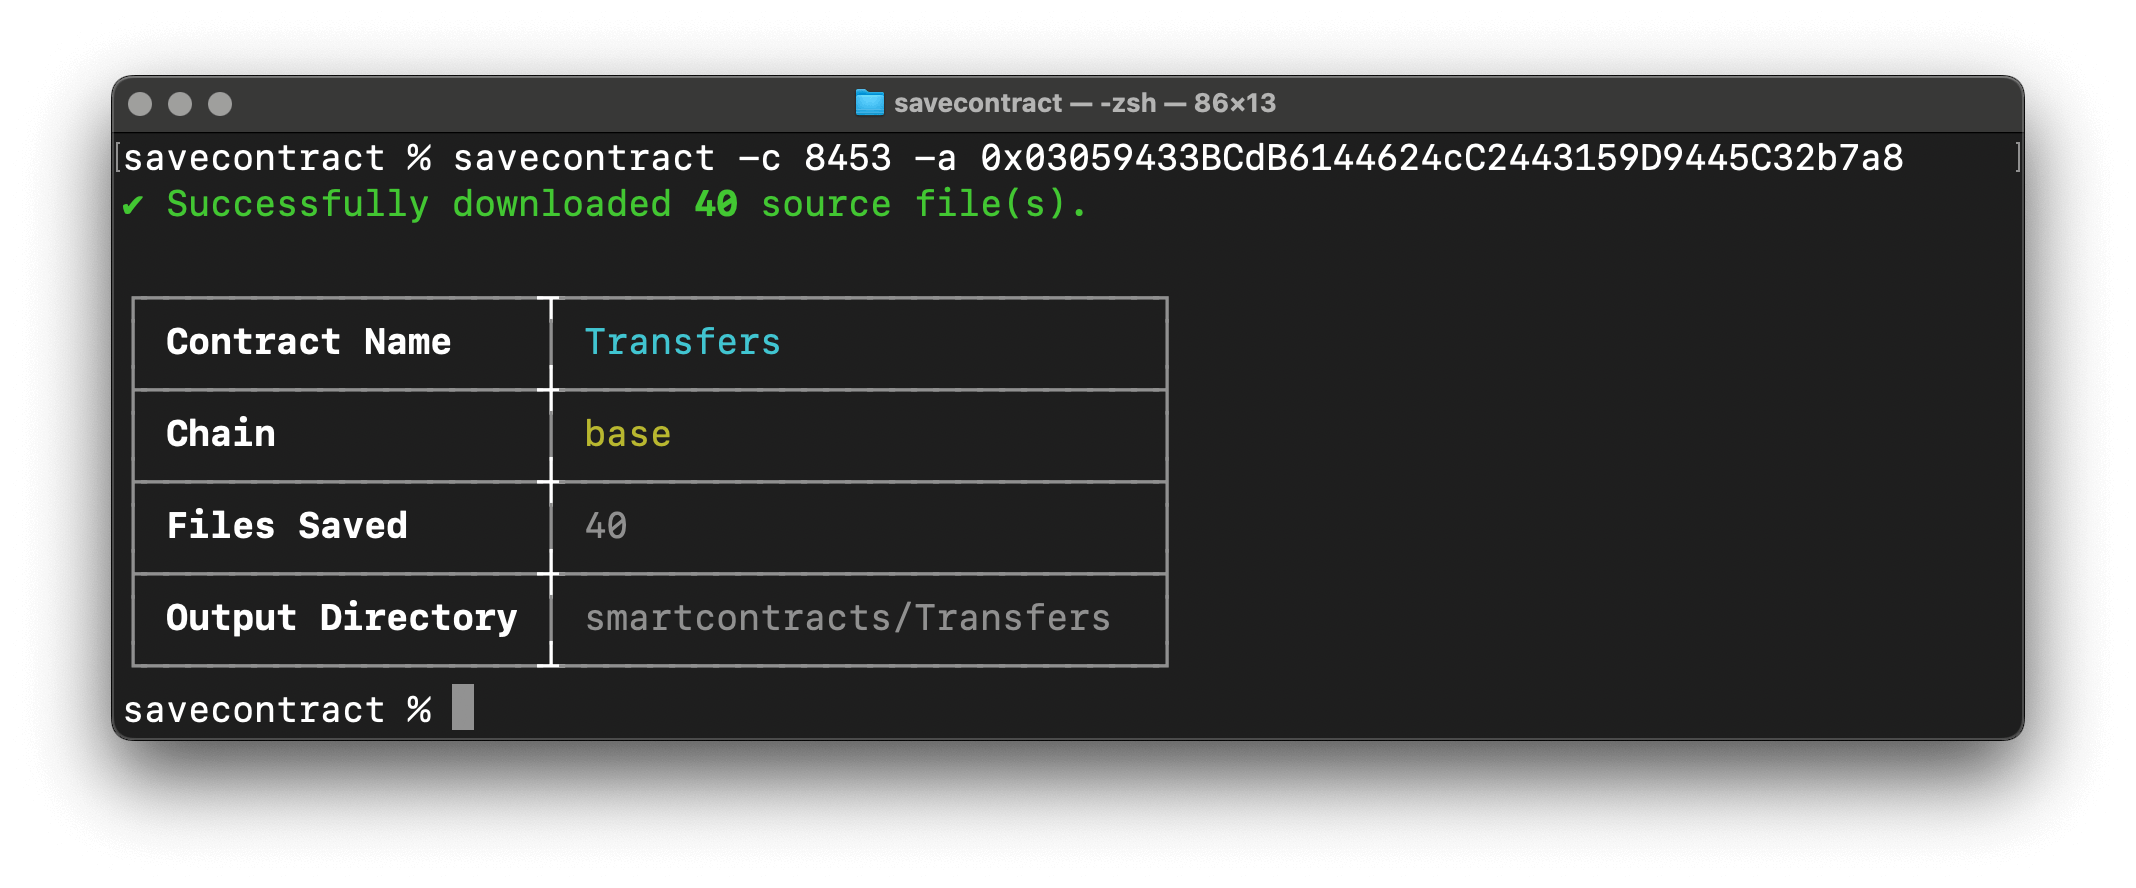 savecontract — -zsh — 86×13
savecontract % savecontract -c 8453 -a 0x03059433BCdB6144624cC2443159D9445C32b7a8
✔ Successfully downloaded 40 source file(s).
Contract Name Transfers
Chain base
Files Saved 40
Output Directory smartcontracts/Transfers
savecontract %